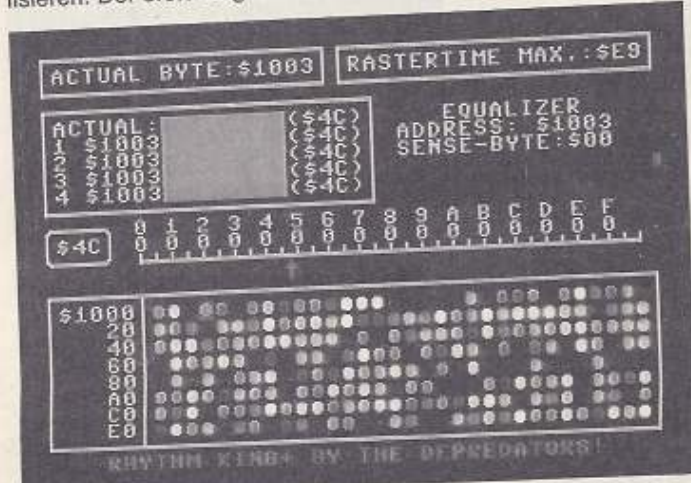 ACTUAL BYTE:$1003 RASTERTIME MAX.:$E9
ACTUAL: ($4C)
1 $1003 ($4C)
2 $1003 ($4C)
3 $1003 ($4C)
4 $1003 ($4C)
EQUALIZER
ADDRESS: $1003
SENSE-BYTE:$00
0 1 2 3 4 5 6 7 8 9 A B C D E F
$4C 0 0 0 0 0 0 0 0 0 0 0 0 0 0 0 0
$1000
20
40
60
80
A0
C0
E0
RHYTHM KING+ BY THE DEPREDATORS!